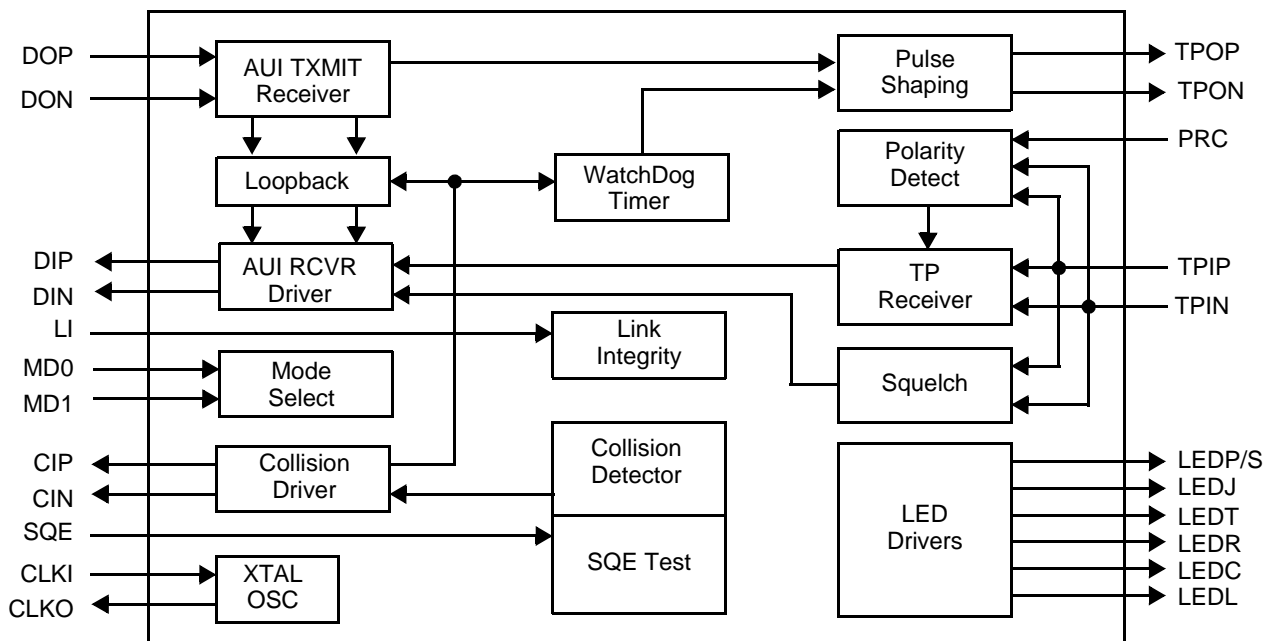 DOP
DON
AUI TXMIT
Receiver
Pulse
Shaping
TPOP
TPON
PRC
Loopback
WatchDog
Timer
Polarity
Detect
DIP
DIN
AUI RCVR
Driver
TP
Receiver
TPIP
TPIN
LI
Link
Integrity
MD0
MD1
Mode
Select
Squelch
CIP
CIN
Collision
Driver
Collision
Detector
SQE
SQE Test
LED
Drivers
LEDP/S
LEDJ
LEDT
LEDR
LEDC
LEDL
CLKI
CLKO
XTAL
OSC